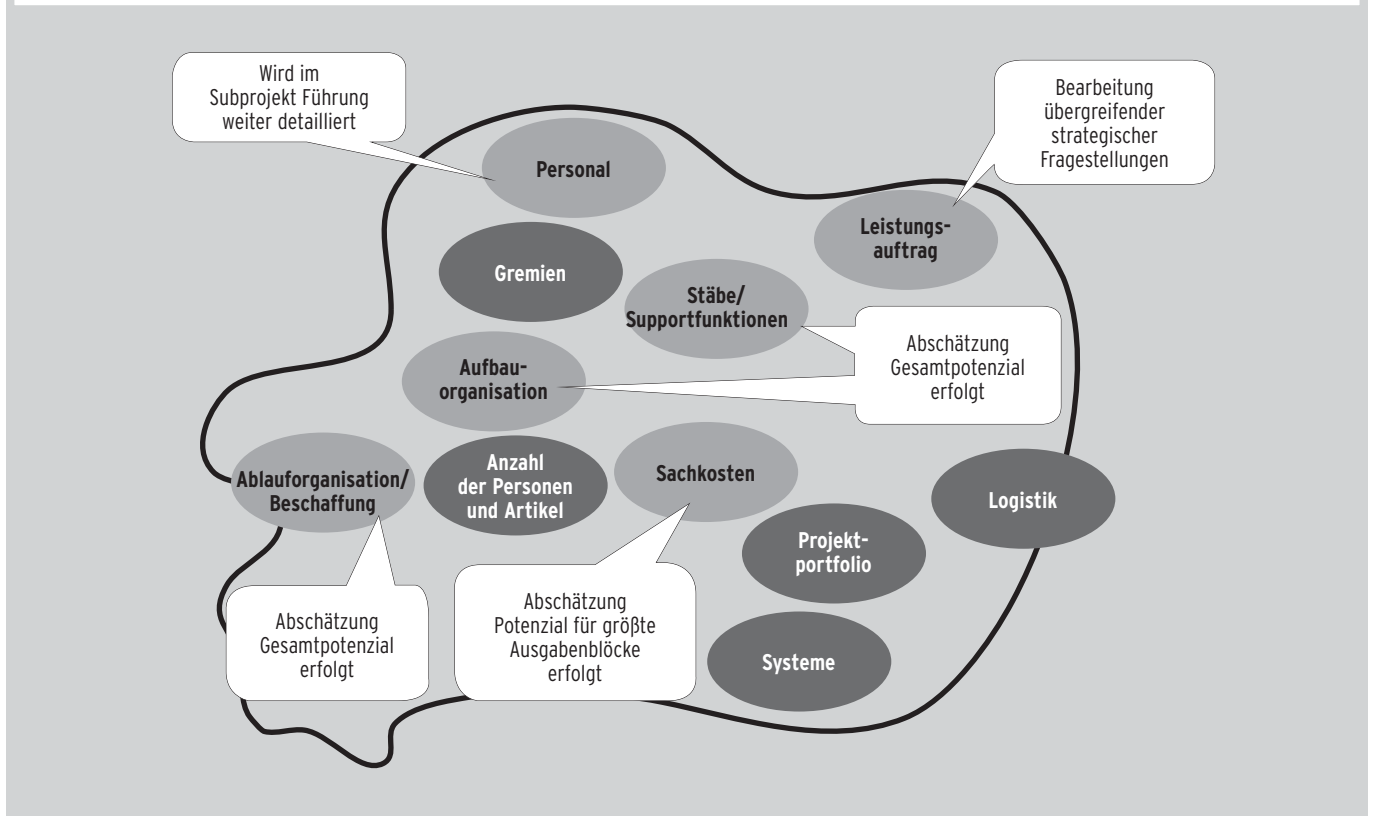 Wird im
Subprojekt Führung
weiter detailliert
Bearbeitung
übergreifender
strategischer
Fragestellungen
Personal
Leistungs-
auftrag
Gremien
Stäbe/
Supportfunktionen
Abschätzung
Gesamtpotenzial
erfolgt
Aufbau-
organisation
Ablauforganisation/
Beschaffung
Anzahl
der Personen
und Artikel
Sachkosten
Logistik
Projekt-
portfolio
Abschätzung
Gesamtpotenzial
erfolgt
Abschätzung
Potenzial für größte
Ausgabenblöcke
erfolgt
Systeme